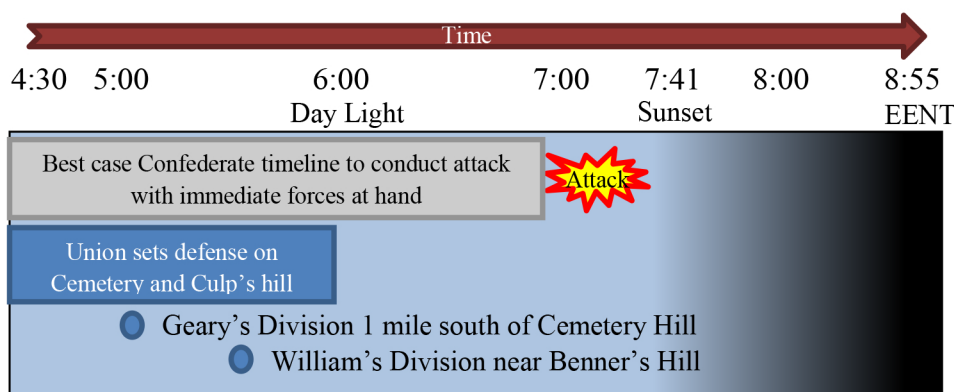 Time
4:30 5:00 6:00 7:00 7:41 8:00 8:55
Day Light Sunset EENT
Best case Confederate timeline to conduct attack
with immediate forces at hand
Attack
Union sets defense on
Cemetery and Culp's hill
Geary's Division 1 mile south of Cemetery Hill
William's Division near Benner's Hill